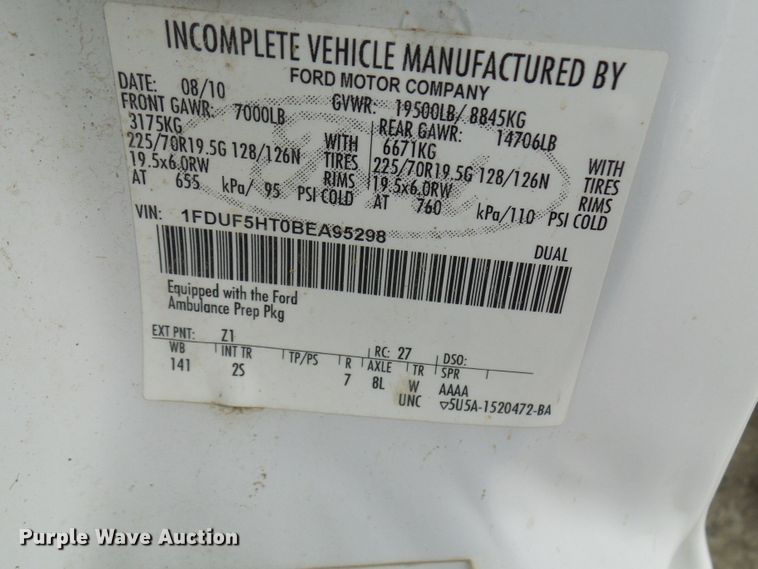 INCOMPLETE VEHICLE MANUFACTURED BY
FORD MOTOR COMPANY
DATE: 08/10 GVWR: 19500LB/ 8845KG
FRONT GAWR: 7000LB REAR GAWR: 14706LB
3175KG WITH 6671KG WITH
225/70R19.5G 128/126N TIRES 225/70R19.5G 128/126N TIRES
19.5x6.0RW RIMS 19.5x6.0RW RIMS
AT 655 kPa/ 95 PSI COLD AT 760 kPa/110 PSI COLD
VIN: 1FDUF5HT0BEA95298 DUAL
Equipped with the Ford
Ambulance Prep Pkg
EXT PNT: Z1 RC: 27 DSO:
WB INT TR TP/PS R AXLE TR SPR
141 2S 7 8L W AAAA
UNC ▽5U5A-1520472-BA
Purple Wave Auction